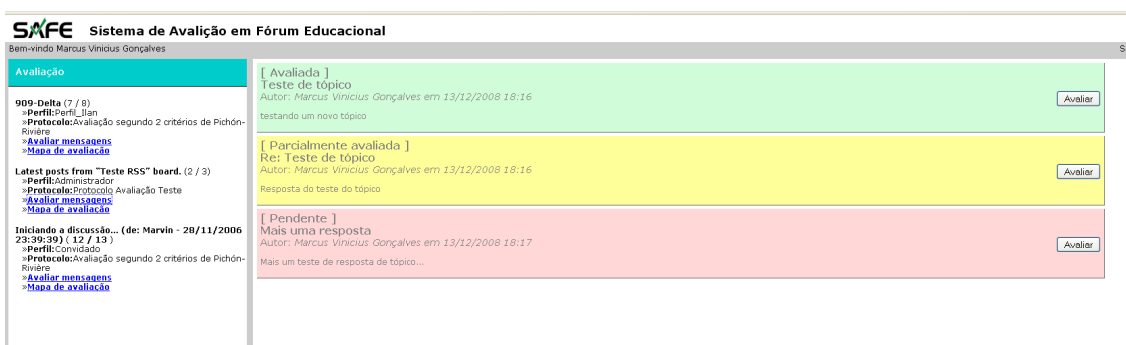 SAFE Sistema de Avalição em Fórum Educacional
Bem-vindo Marcus Vinicius Gonçalves
S
Avaliação
909-Delta (7 / 8)
»Perfil:Perfil_Ilan
»Protocolo:Avaliação segundo 2 critérios de Pichón-
Rivière
»Avaliar mensagens
»Mapa de avaliação
Latest posts from "Teste RSS" board. (2 / 3)
»Perfil:Administrador
»Protocolo:Protocolo Avaliação Teste
»Avaliar mensagens
»Mapa de avaliação
Iniciando a discussão... (de: Marvin - 28/11/2006
23:39:39) ( 12 / 13 )
»Perfil:Convidado
»Protocolo:Avaliação segundo 2 critérios de Pichón-
Rivière
»Avaliar mensagens
»Mapa de avaliação
[ Avaliada ]
Teste de tópico
Autor: Marcus Vinicius Gonçalves em 13/12/2008 18:16
Avaliar
testando um novo tópico
[ Parcialmente avaliada ]
Re: Teste de tópico
Autor: Marcus Vinicius Gonçalves em 13/12/2008 18:16
Avaliar
Resposta do teste do tópico
[ Pendente ]
Mais uma resposta
Autor: Marcus Vinicius Gonçalves em 13/12/2008 18:17
Avaliar
Mais um teste de resposta de tópico...